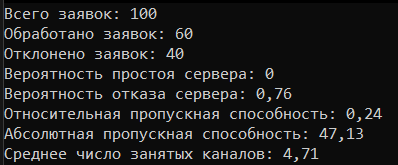 Всего заявок: 100
Обработано заявок: 60
Отклонено заявок: 40
Вероятность простоя сервера: 0
Вероятность отказа сервера: 0,76
Относительная пропускная способность: 0,24
Абсолютная пропускная способность: 47,13
Среднее число занятых каналов: 4,71